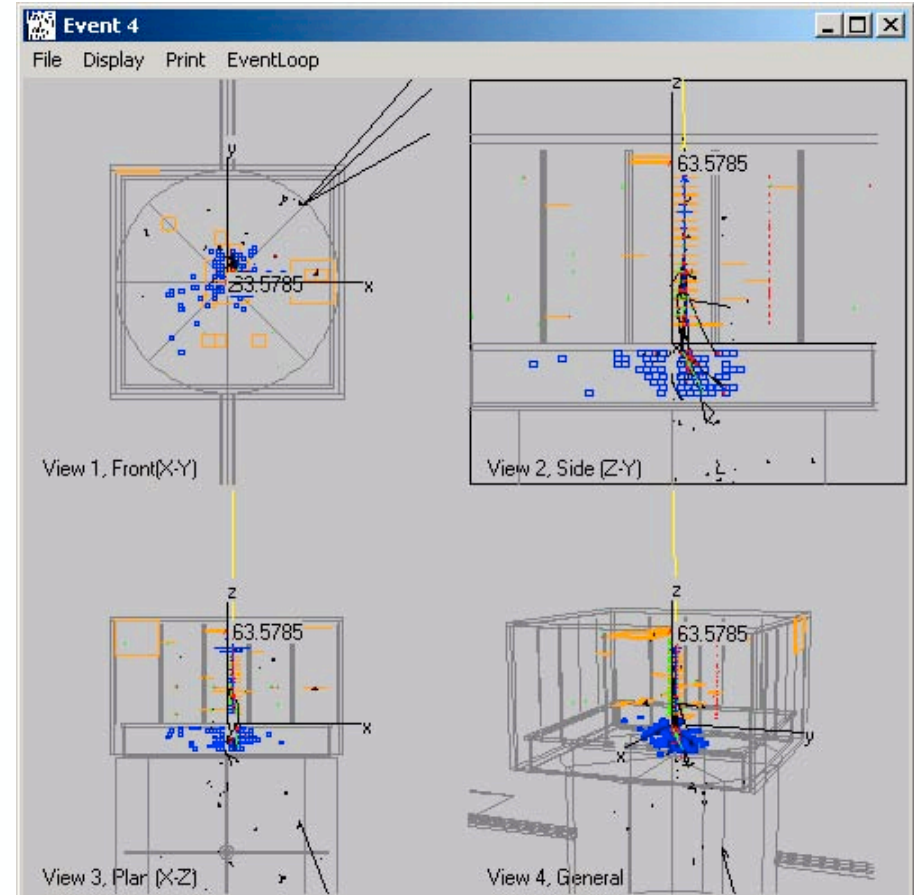 Event 4
File Display Print EventLoop
y
63.5785
x
View 1, Front(X-Y)
z
63.5785
View 2, Side (Z-Y)
z
63.5785
x
View 3, Plan (X-Z)
z
63.5785
x
y
View 4, General